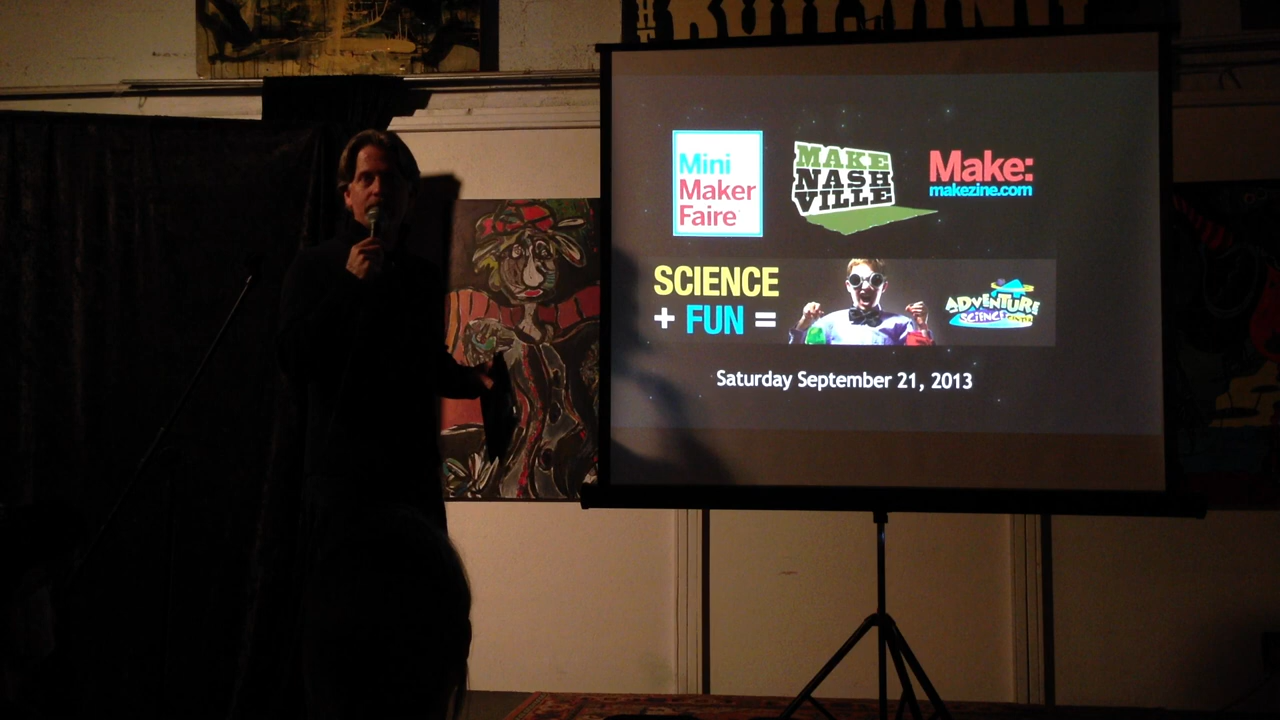 Mini
Maker
Faire
MAKE
NASH
VILLE
Make:
makezine.com
SCIENCE
+ FUN =
ADVENTURE
SCIENCE CENTER
Saturday September 21, 2013